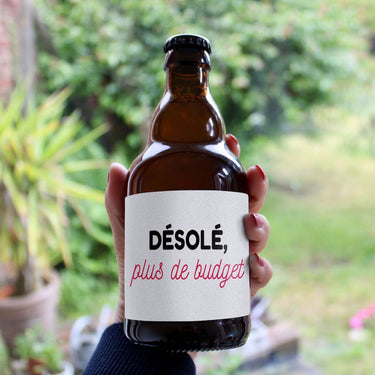 DÉSOLÉ,
plus de budget